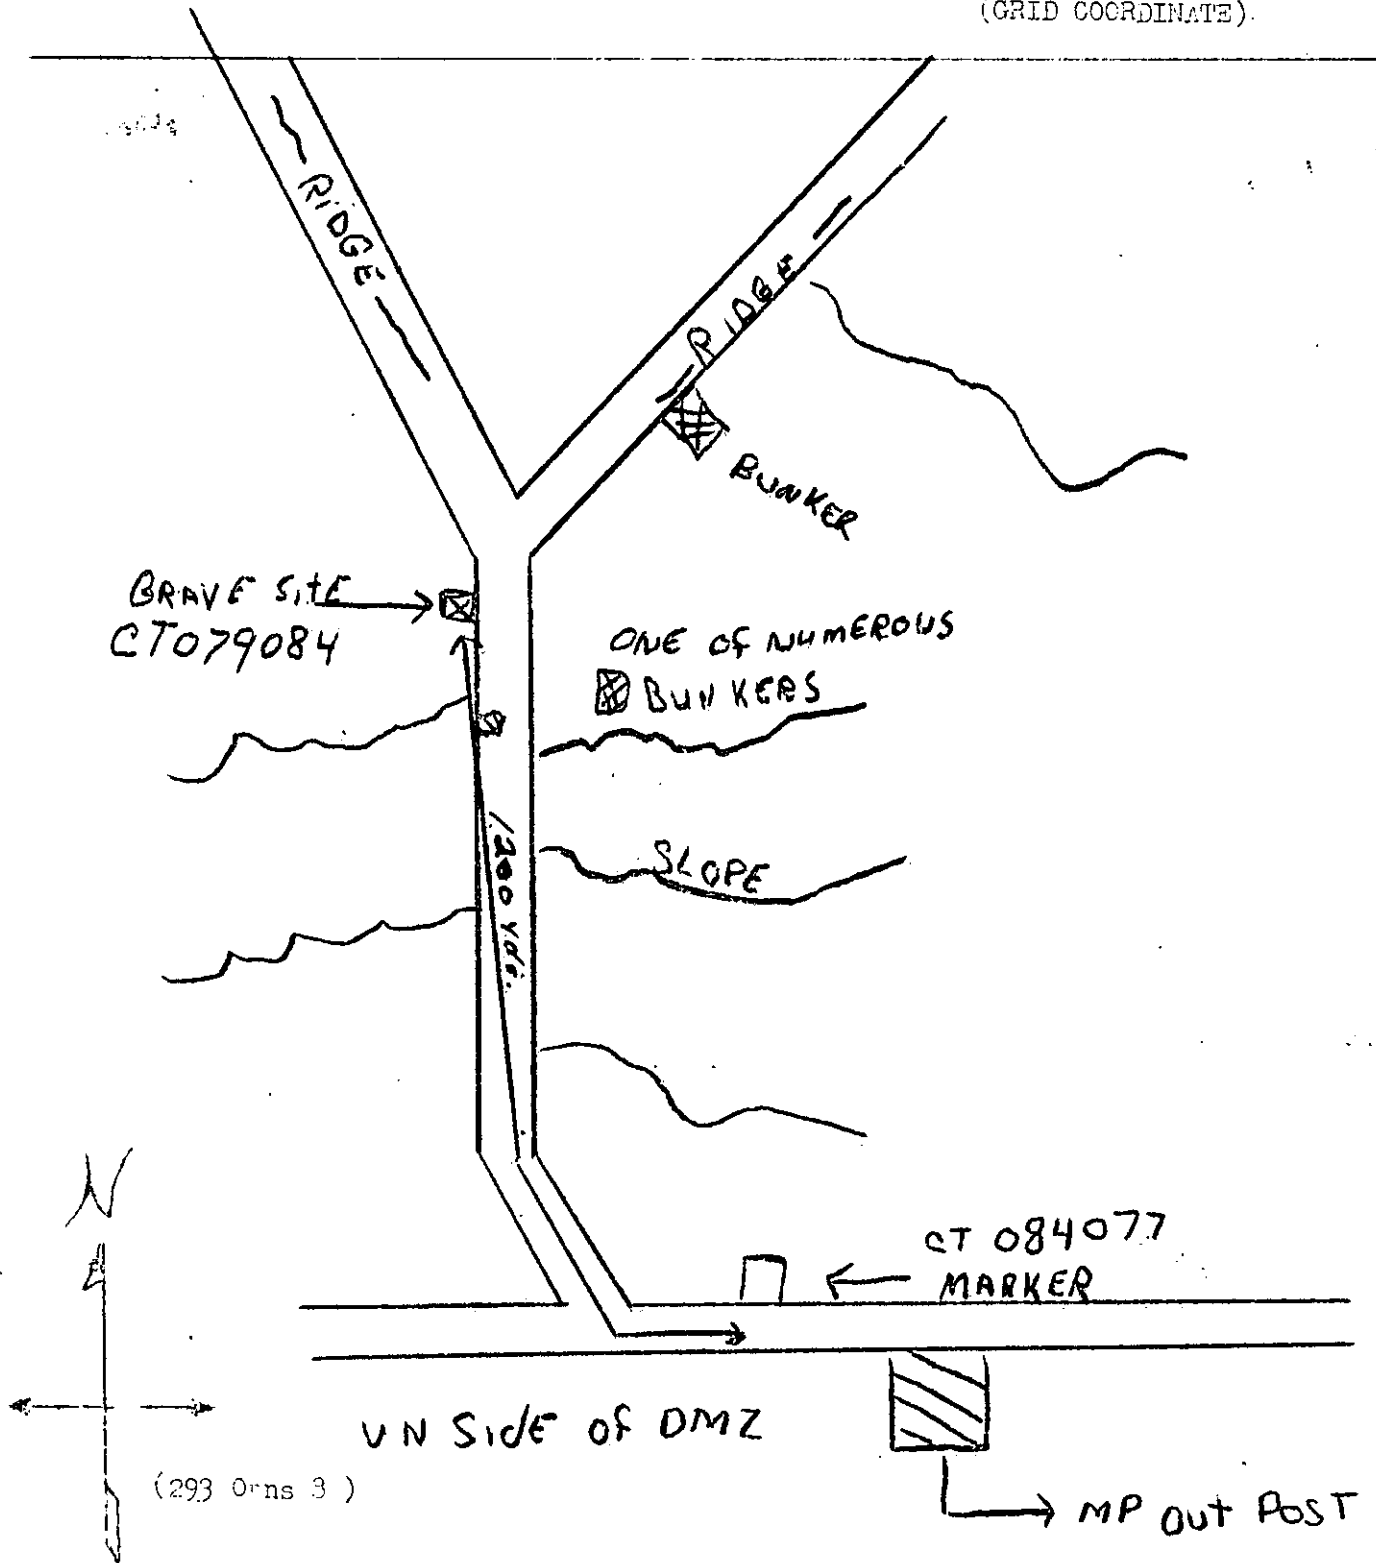 (GRID COORDINATE).
RIDGE
RIDGE
BUNKER
GRAVE SITE
CT079084
ONE OF NUMEROUS
BUNKERS
1200 yds.
SLOPE
N
CT 084077
MARKER
UN SIDE OF DMZ
(293 3 )
MP OUT POST